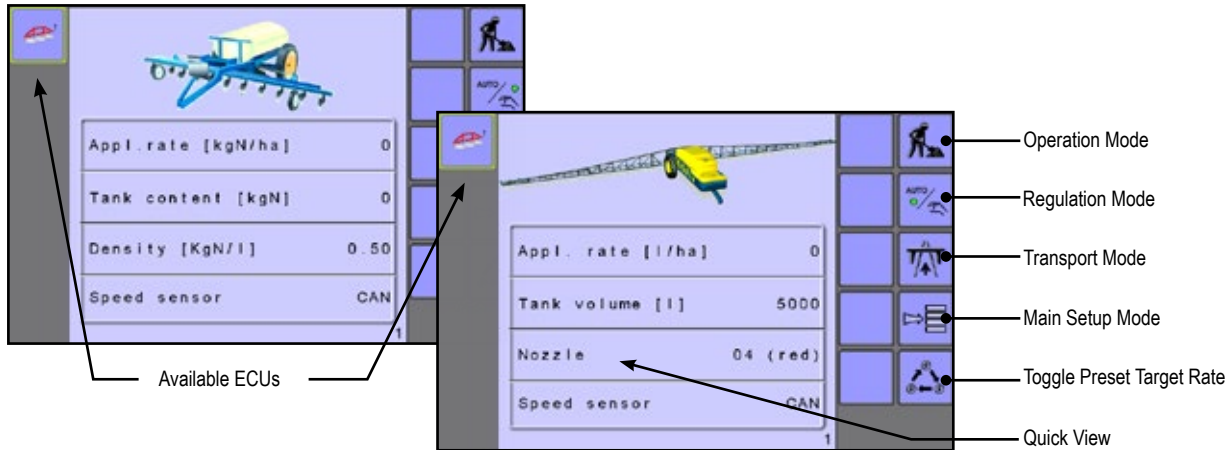 AUTO
Appl.rate [kgN/ha] 0
Tank content [kgN] 0
Density [KgN/l] 0.50
Speed sensor CAN
1
Available ECUs
AUTO
Appl. rate [l/ha] 0
Tank volume [l] 5000
Nozzle 04 (red)
Speed sensor CAN
1
Operation Mode
Regulation Mode
Transport Mode
Main Setup Mode
Toggle Preset Target Rate
Quick View